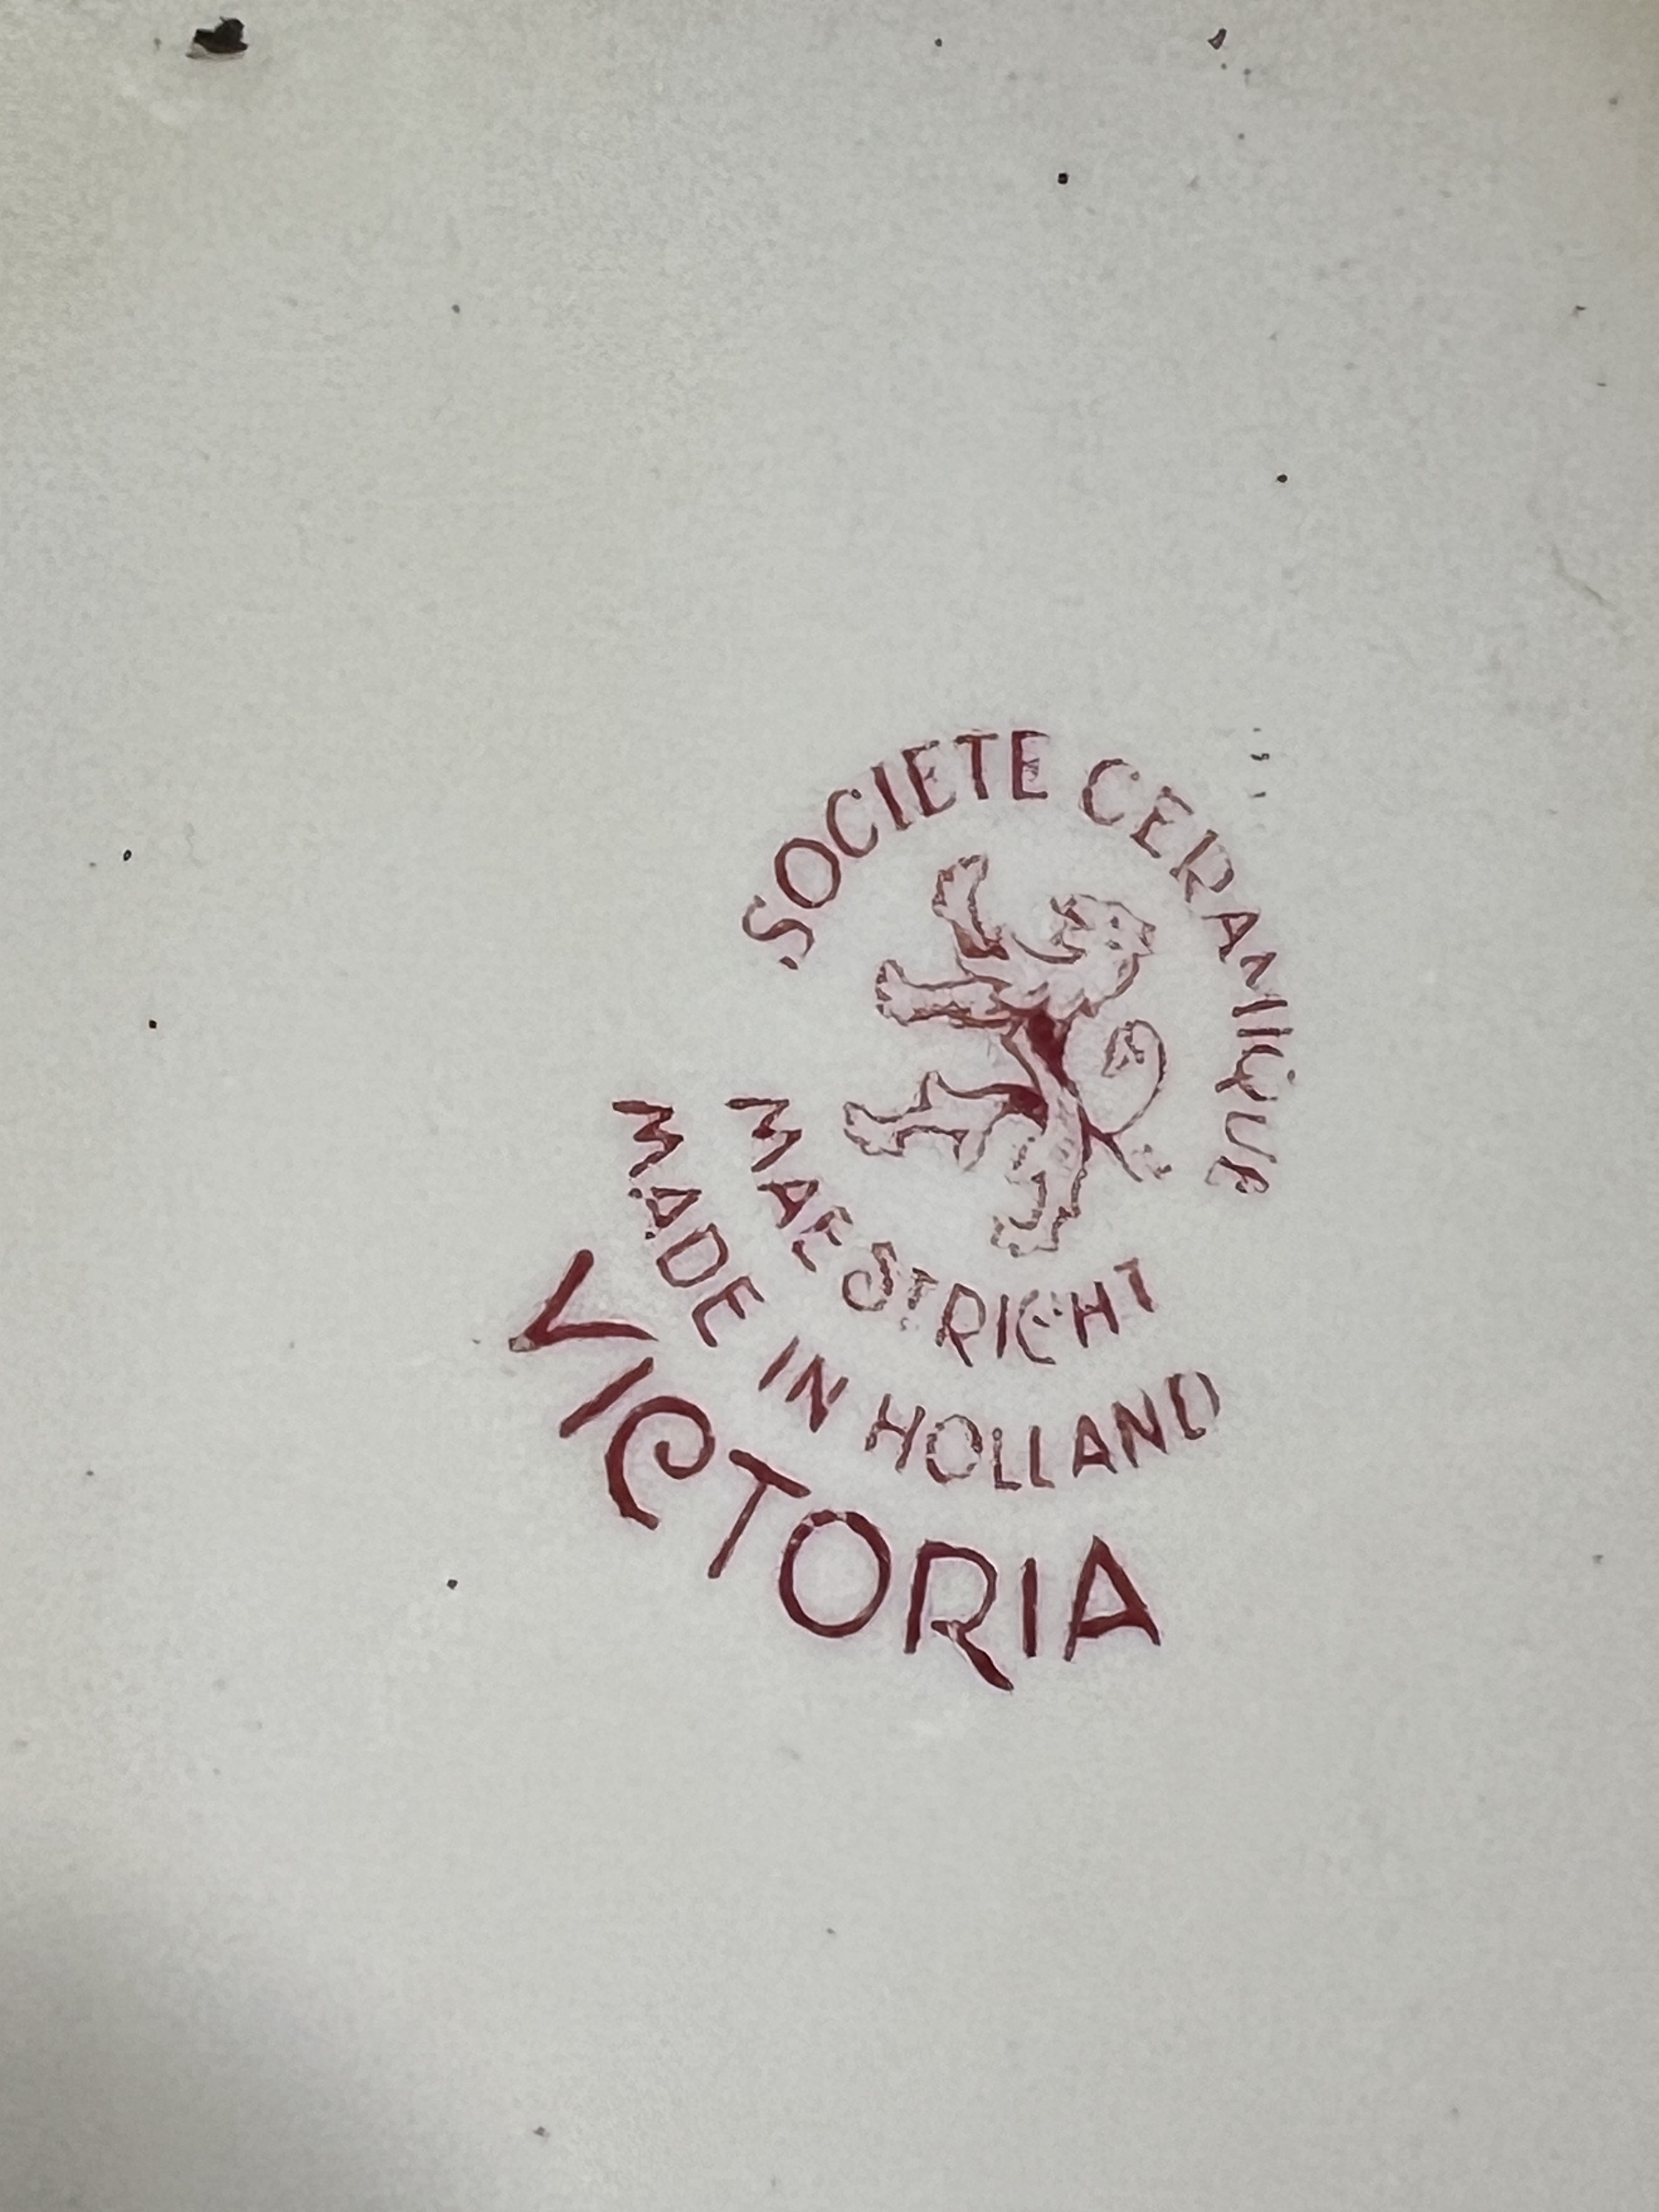 SOCIETE CERAMIQUE
MAESTRICHT
MADE IN HOLLAND
VICTORIA